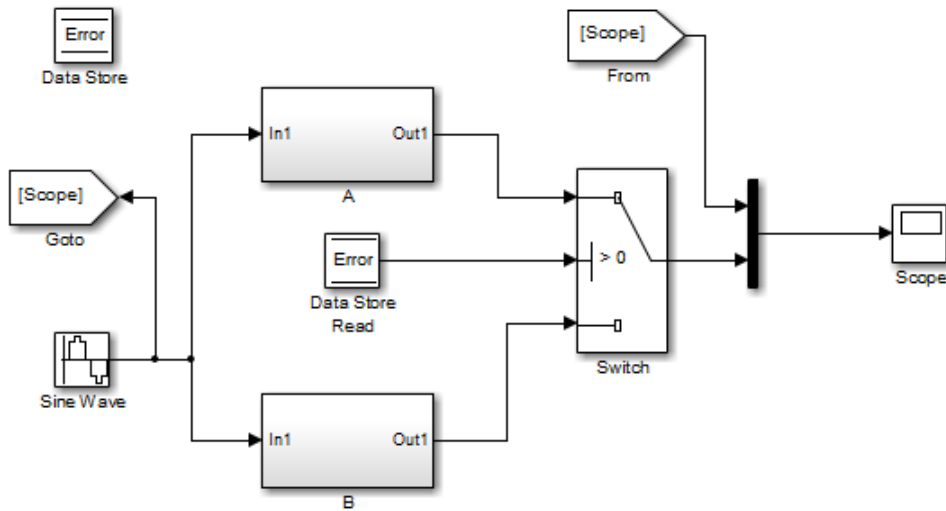 Error
Data Store
[Scope]
From
In1
Out1
A
[Scope]
Goto
Error
Data Store
Read
> 0
Switch
Scope
Sine Wave
In1
Out1
B